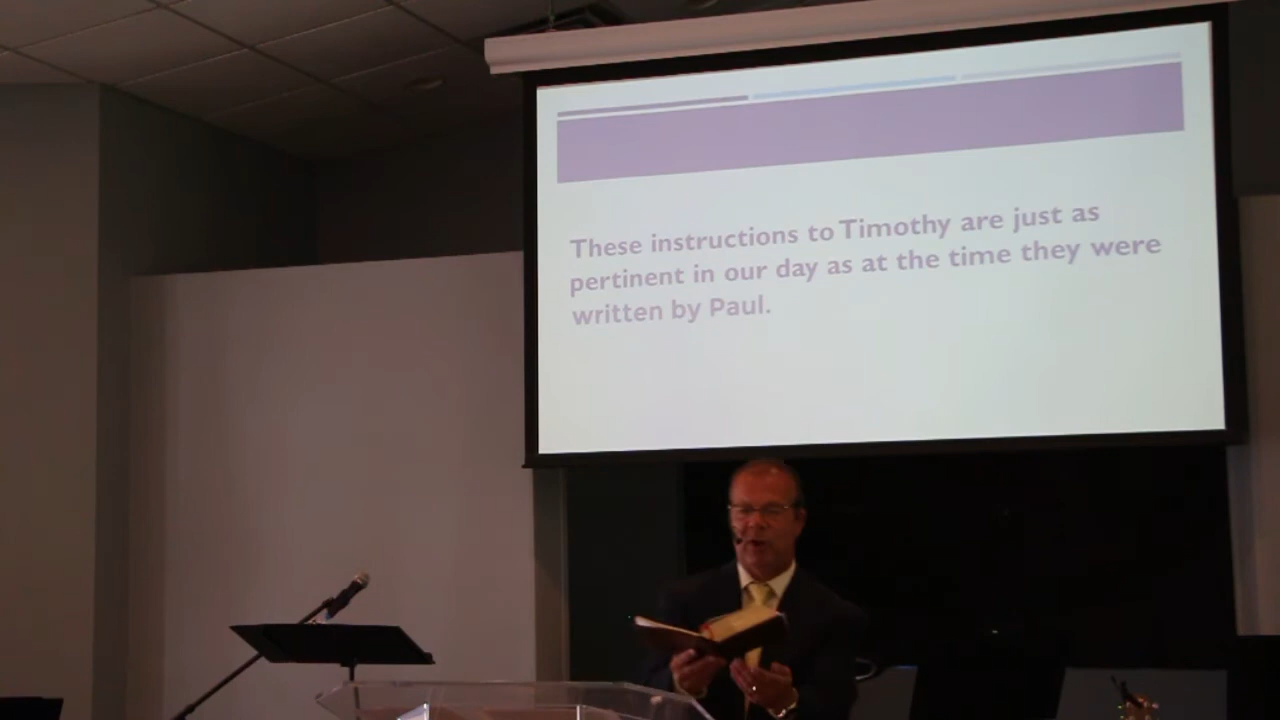 These instructions to Timothy are just as
pertinent in our day as at the time they were
written by Paul.